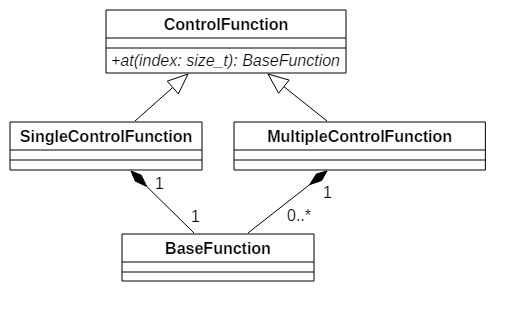 ControlFunction
+at(index: size_t): BaseFunction
SingleControlFunction
MultipleControlFunction
1
1
1
0..*
BaseFunction